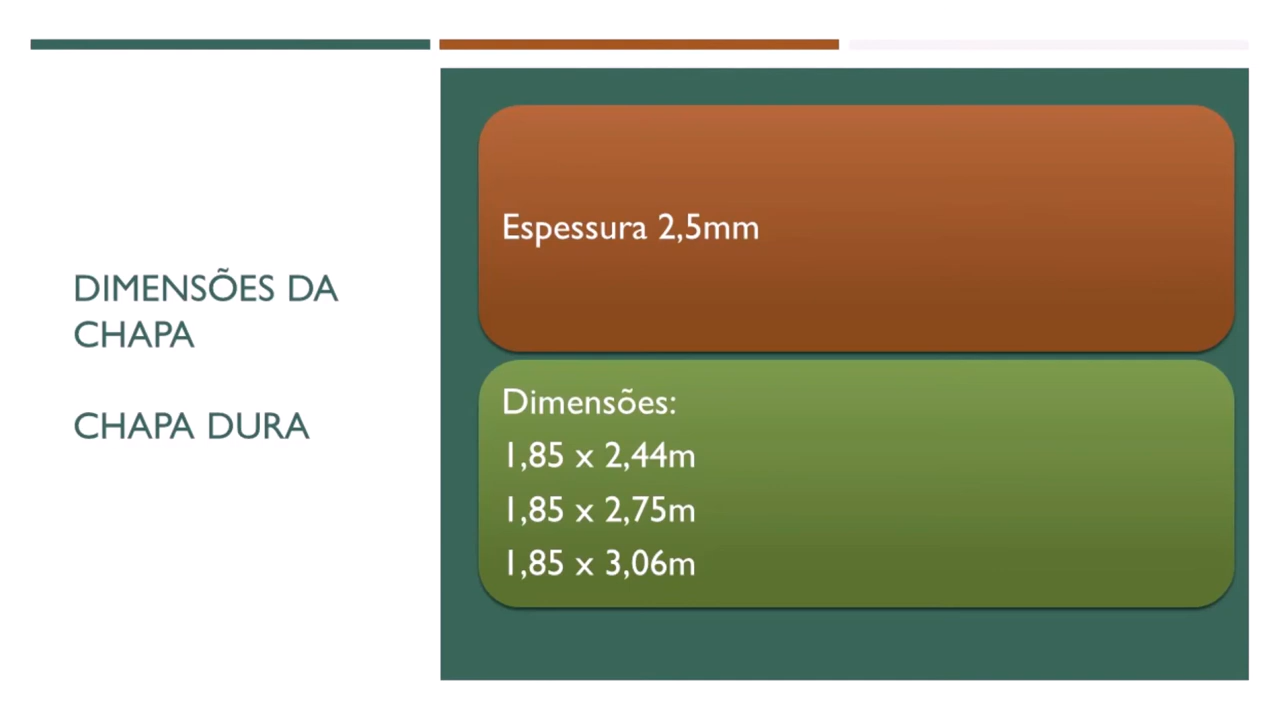 DIMENSÕES DA
CHAPA
CHAPA DURA
Espessura 2,5mm
Dimensões:
1,85 x 2,44m
1,85 x 2,75m
1,85 x 3,06m